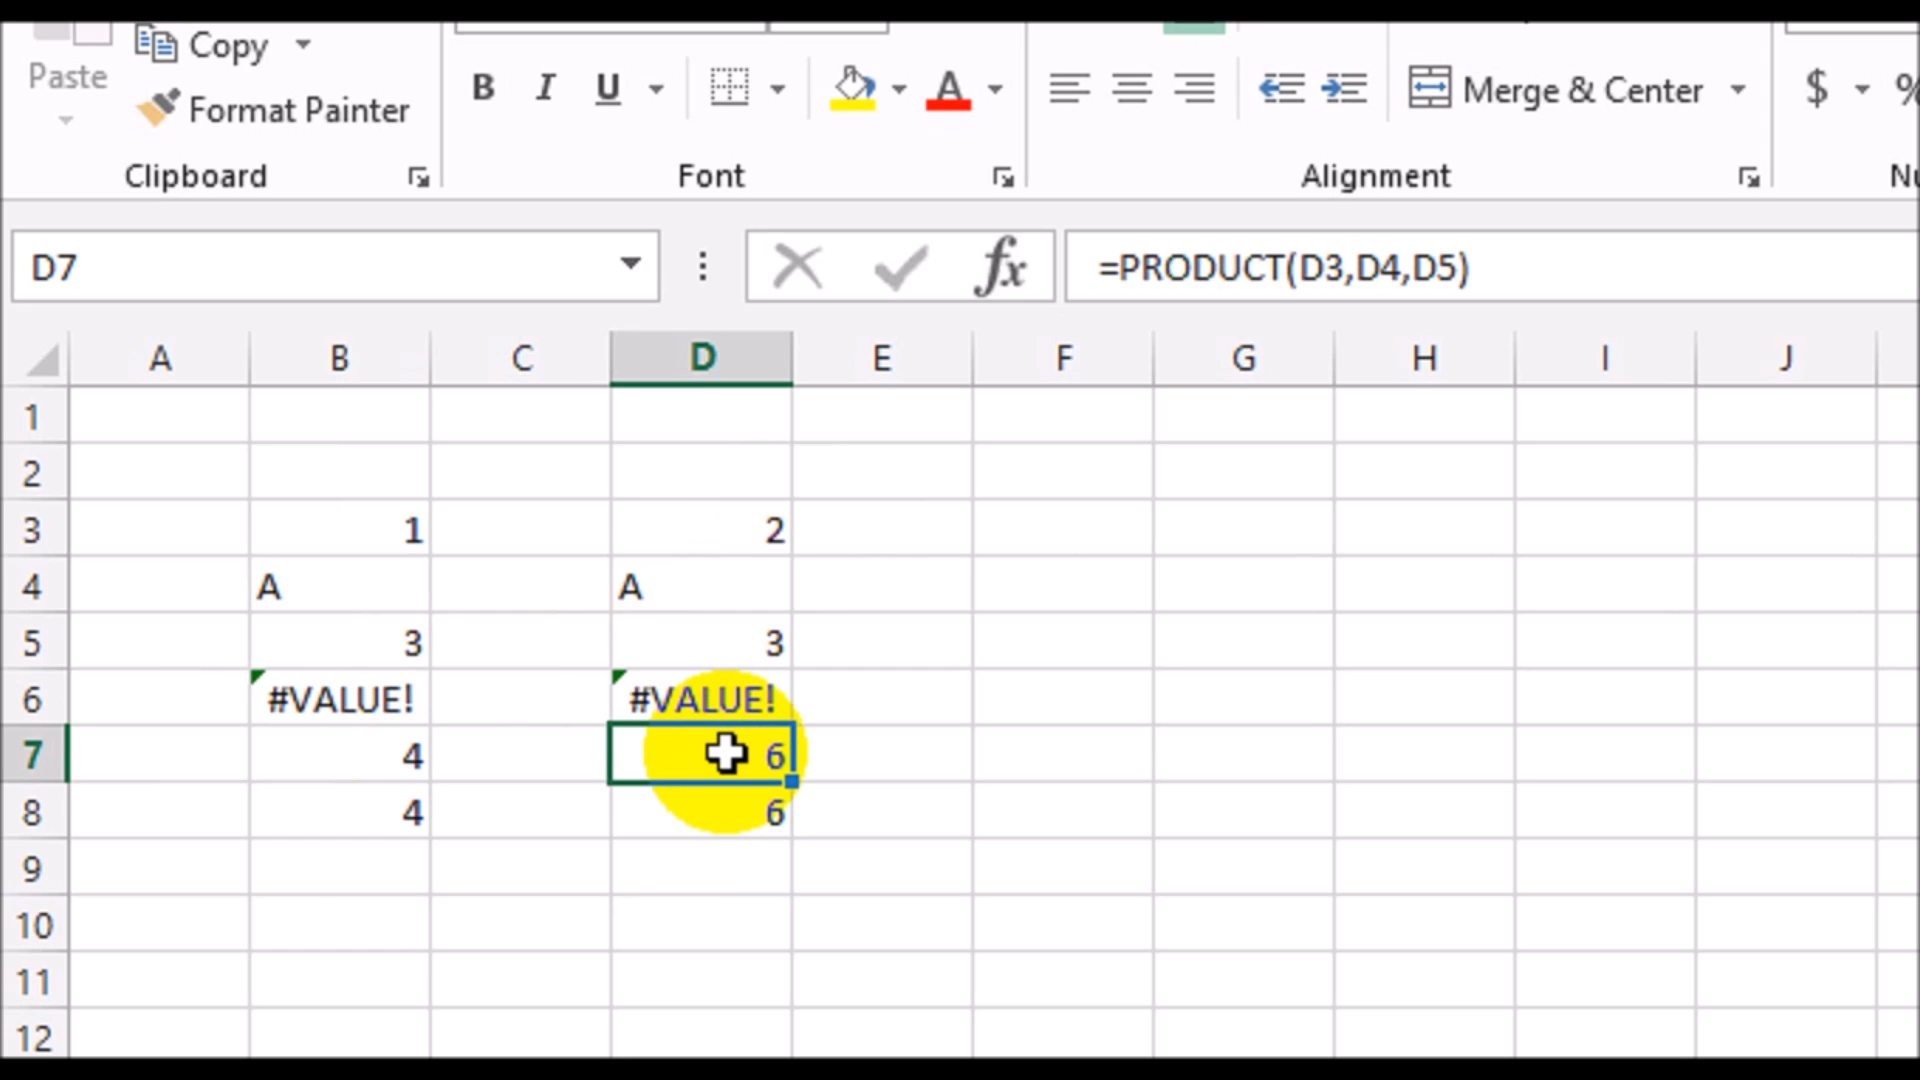 Paste
Copy
Format Painter
Clipboard
B I U
Font
A
Merge & Center
Alignment
$ %
D7
fx
=PRODUCT(D3,D4,D5)
A B C D E F G H I J
1
2
3 1 2
4 A A
5 3 3
6 #VALUE! #VALUE!
7 4 6
8 4 6
9
10
11
12